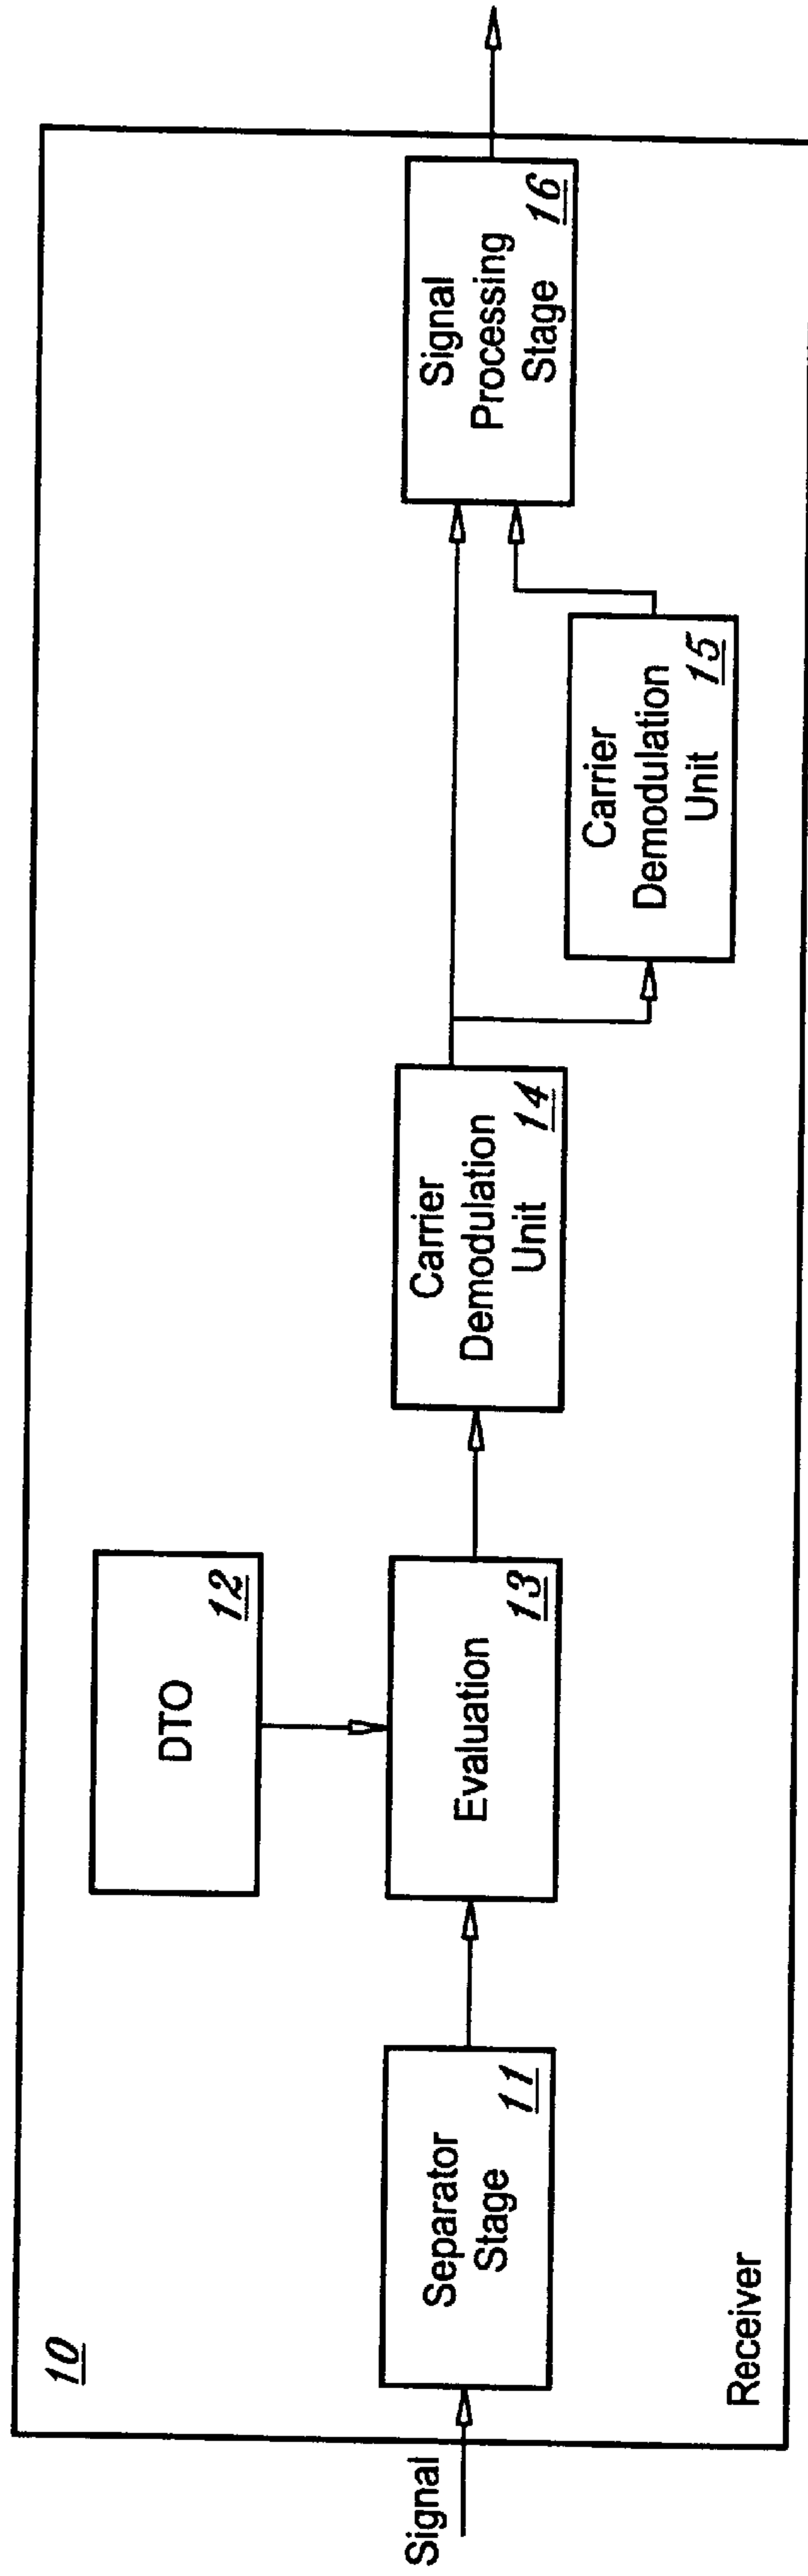 10
DTO
12
Signal
Separator
Stage
11
Evaluation
13
Carrier
Demodulation
Unit
14
Carrier
Demodulation
Unit
15
Signal
Processing
Stage
16
Receiver